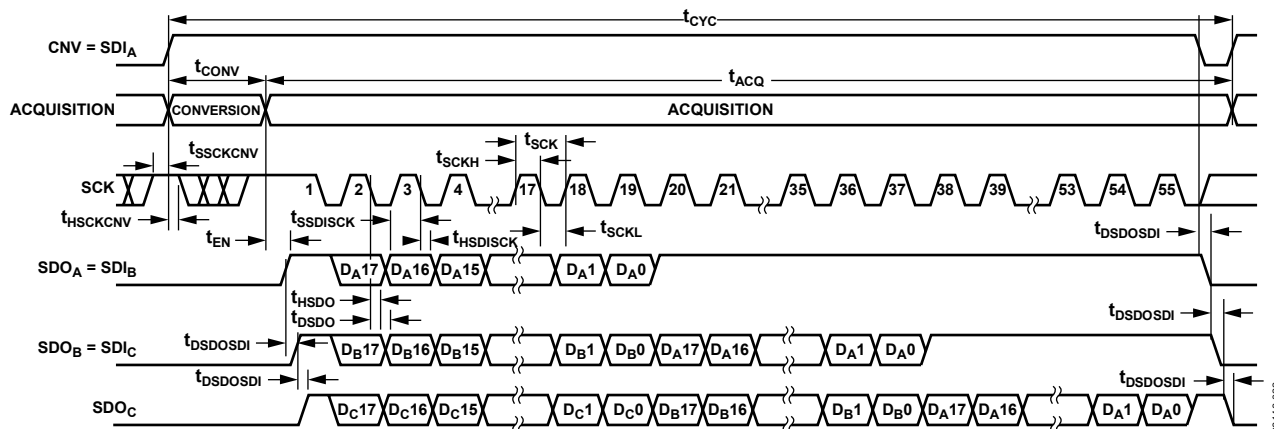 tCYC
CNV = SDIA
tCONV
tACQ
ACQUISITION
CONVERSION
ACQUISITION
tSSCKCNV
tSCK
tSCKH
SCK
1 2 3 4 17 18 19 20 21 35 36 37 38 39 53 54 55
tHSCKCNV
tSSDISCK
tEN
tHSDISCK
tSCKL
tDSDOSDI
SDOA = SDIB
DA17 DA16 DA15 DA1 DA0
tHSDO
tDSDO
tDSDOSDI
tDSDOSDI
SDOB = SDIC
DB17 DB16 DB15 DB1 DB0 DA17 DA16 DA1 DA0
tDSDOSDI
tDSDOSDI
SDOC
DC17 DC16 DC15 DC1 DC0 DB17 DB16 DB1 DB0 DA17 DA16 DA1 DA0